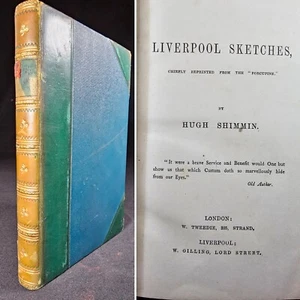 LIVERPOOL SKETCHES,
CHIEFLY REPRINTED FROM THE "PORCUPINE."
BY
HUGH SHIMMIN.
"It were a brave Service and Benefit would One but
show us that which Custom doth so marvellously hide
from our Eyes."
Old Author.
LONDON:
W. TWEEDIE, 337, STRAND,
LIVERPOOL:
W. GILLING, LORD STREET.